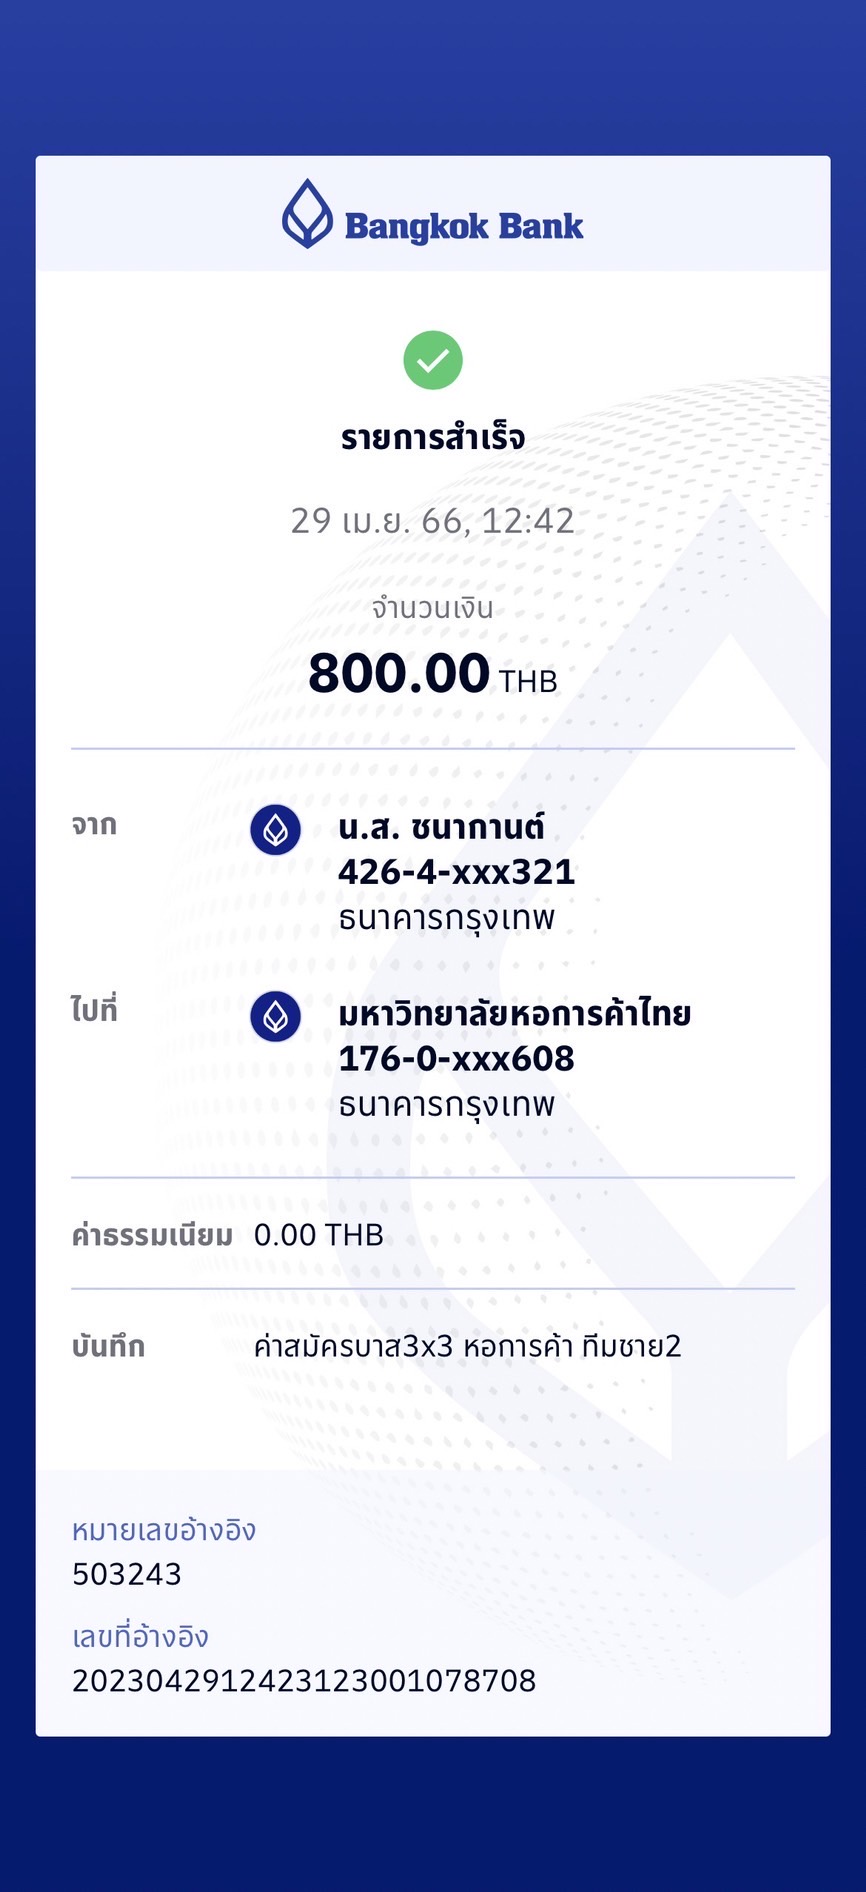 Bangkok Bank
รายการสำเร็จ
29 เม.ย. 66, 12:42
จำนวนเงิน
800.00 THB
จาก
น.ส. ชนากานต์
426-4-xxx321
ธนาคารกรุงเทพ
ไปที่
มหาวิทยาลัยหอการค้าไทย
176-0-xxx608
ธนาคารกรุงเทพ
ค่าธรรมเนียม 0.00 THB
บันทึก ค่าสมัครบาส3x3 หอการค้า ทีมชาย2
หมายเลขอ้างอิง
503243
เลขที่อ้างอิง
2023042912423123001078708